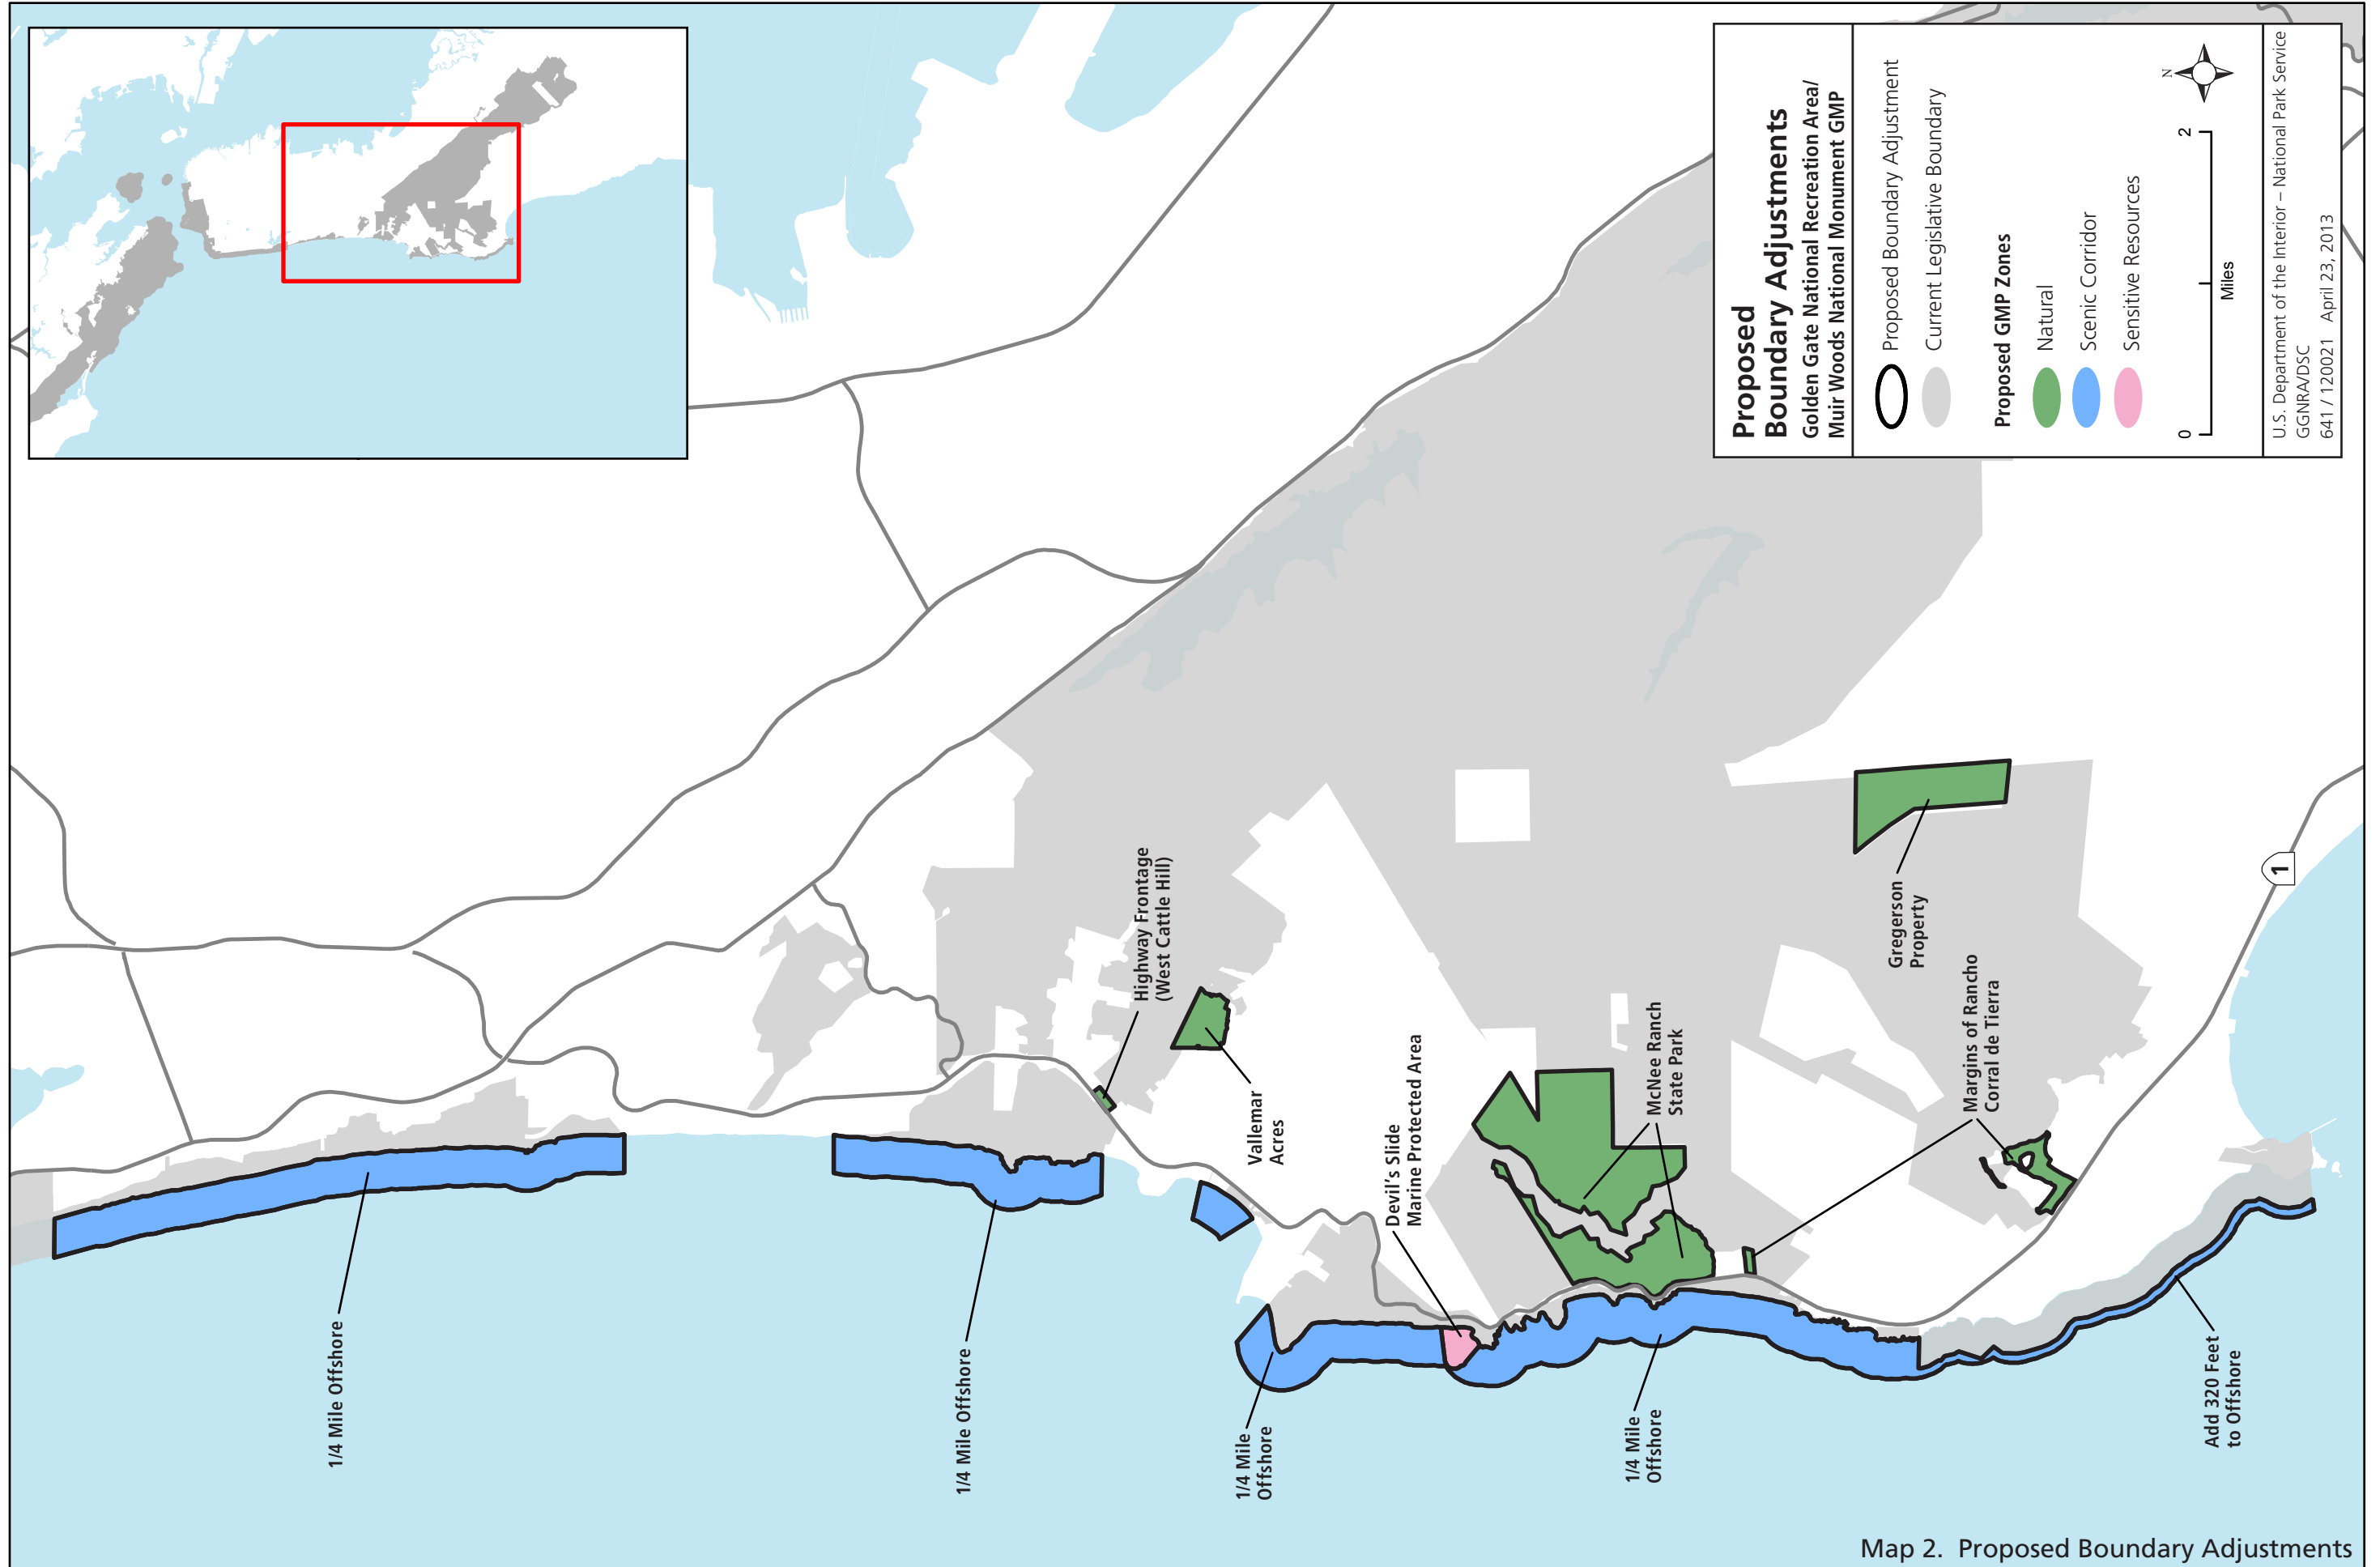 Proposed
Boundary Adjustments
Golden Gate National Recreation Area/
Muir Woods National Monument GMP
Proposed Boundary Adjustment
Current Legislative Boundary
Proposed GMP Zones
Natural
Scenic Corridor
Sensitive Resources
N
0 2
Miles
U.S. Department of the Interior – National Park Service
GGNRA/DSC
641 / 120021 April 23, 2013
1/4 Mile Offshore
1/4 Mile Offshore
Highway Frontage
(West Cattle Hill)
Vallemar
Acres
1/4 Mile
Offshore
Devil's Slide
Marine Protected Area
McNee Ranch
State Park
1/4 Mile
Offshore
Gregerson
Property
Margins of Rancho
Corral de Tierra
1
Add 320 Feet
to Offshore
Map 2. Proposed Boundary Adjustments